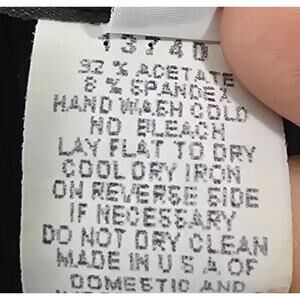 13740
92 % ACETATE
8 % SPANDEX
HAND WASH COLD
NO BLEACH
LAY FLAT TO DRY
COOL DRY IRON
ON REVERSE SIDE
IF NECESSARY
DO NOT DRY CLEAN
MADE IN U S A OF
DOMESTIC AND